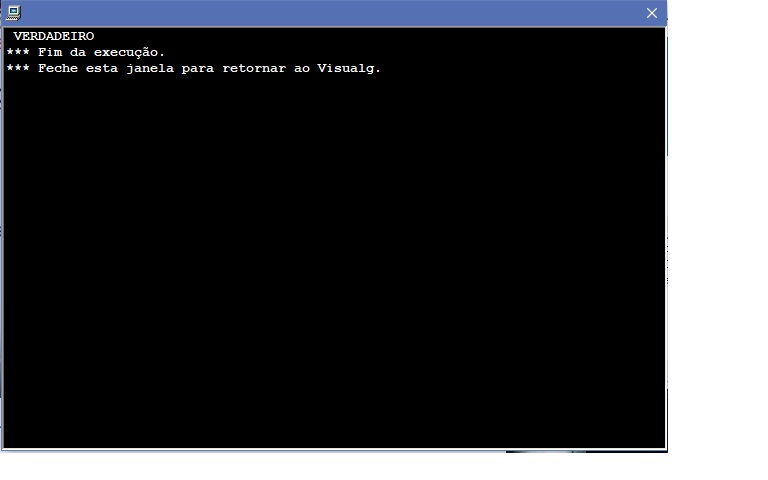 VERDADEIRO
*** Fim da execução.
*** Feche esta janela para retornar ao Visualg.